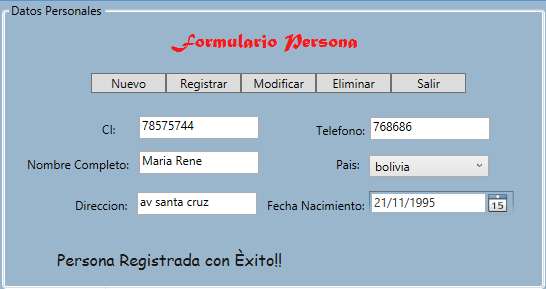 Datos Personales
Formulario Persona
Nuevo Registrar Modificar Eliminar Salir
CI: 78575744 Telefono: 768686
Nombre Completo: Maria Rene Pais: bolivia
Direccion: av santa cruz Fecha Nacimiento: 21/11/1995 15
Persona Registrada con Èxito!!